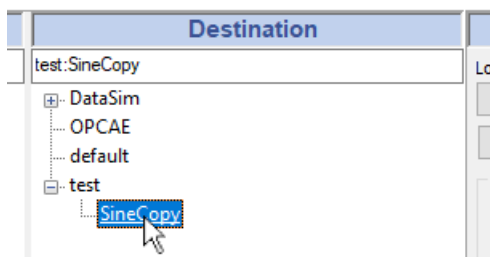 Destination
test:SineCopy
DataSim
OPCAE
default
test
SineCopy